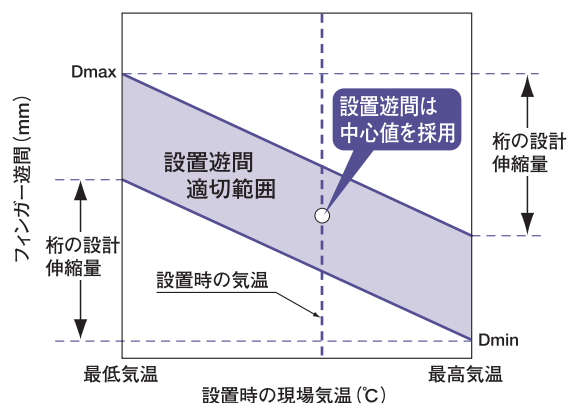 Dmax
フィンガー遊間(mm)
設置遊間は
中心値を採用
設置遊間
適切範囲
桁の設計
伸縮量
桁の設計
伸縮量
設置時の気温
Dmin
最低気温
最高気温
設置時の現場気温(℃)